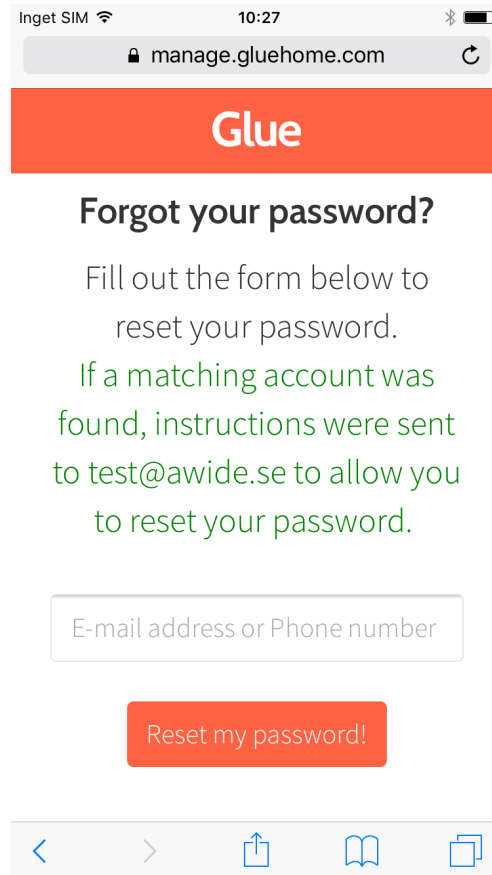 Inget SIM 10:27
manage.gluehome.com
Glue
Forgot your password?
Fill out the form below to
reset your password.
If a matching account was
found, instructions were sent
to test@awide.se to allow you
to reset your password.
E-mail address or Phone number
Reset my password!